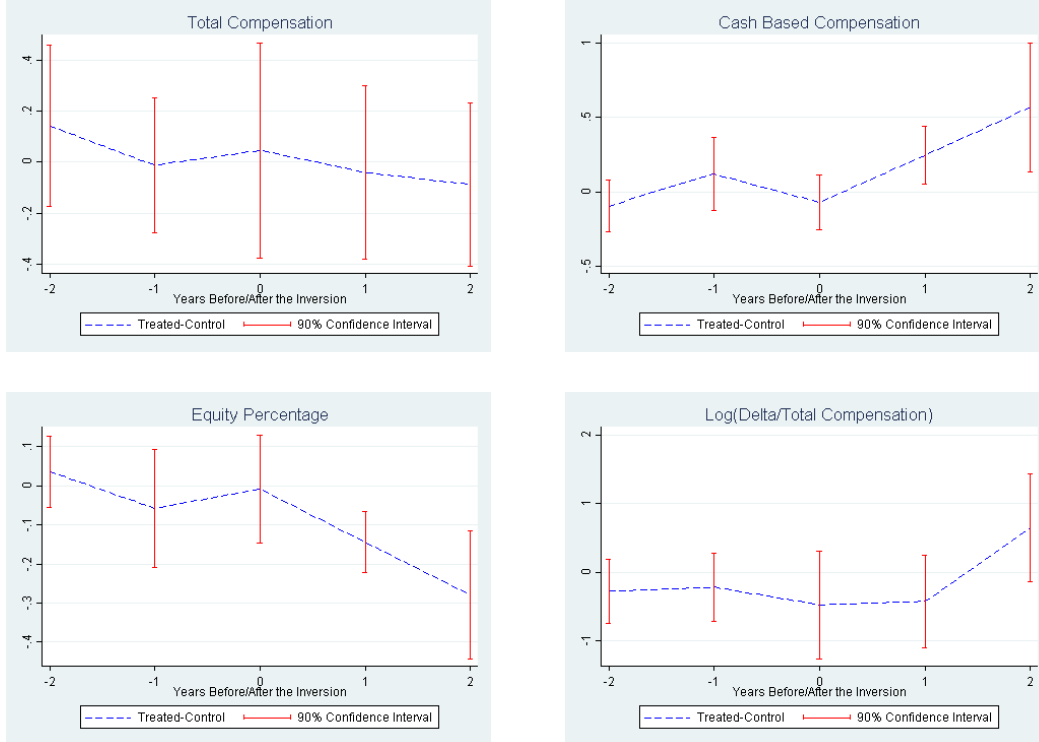 Total Compensation
.4
.2
0
-.2
-.4
-2 -1 0 1 2
Years Before/After the Inversion
Treated-Control 90% Confidence Interval
Cash Based Compensation
1
.5
0
-.5
-2 -1 0 1 2
Years Before/After the Inversion
Treated-Control 90% Confidence Interval
Equity Percentage
.1
0
-.1
-.2
-.3
-.4
-2 -1 0 1 2
Years Before/After the Inversion
Treated-Control 90% Confidence Interval
Log(Delta/Total Compensation)
2
1
0
-1
-2 -1 0 1 2
Years Before/After the Inversion
Treated-Control 90% Confidence Interval